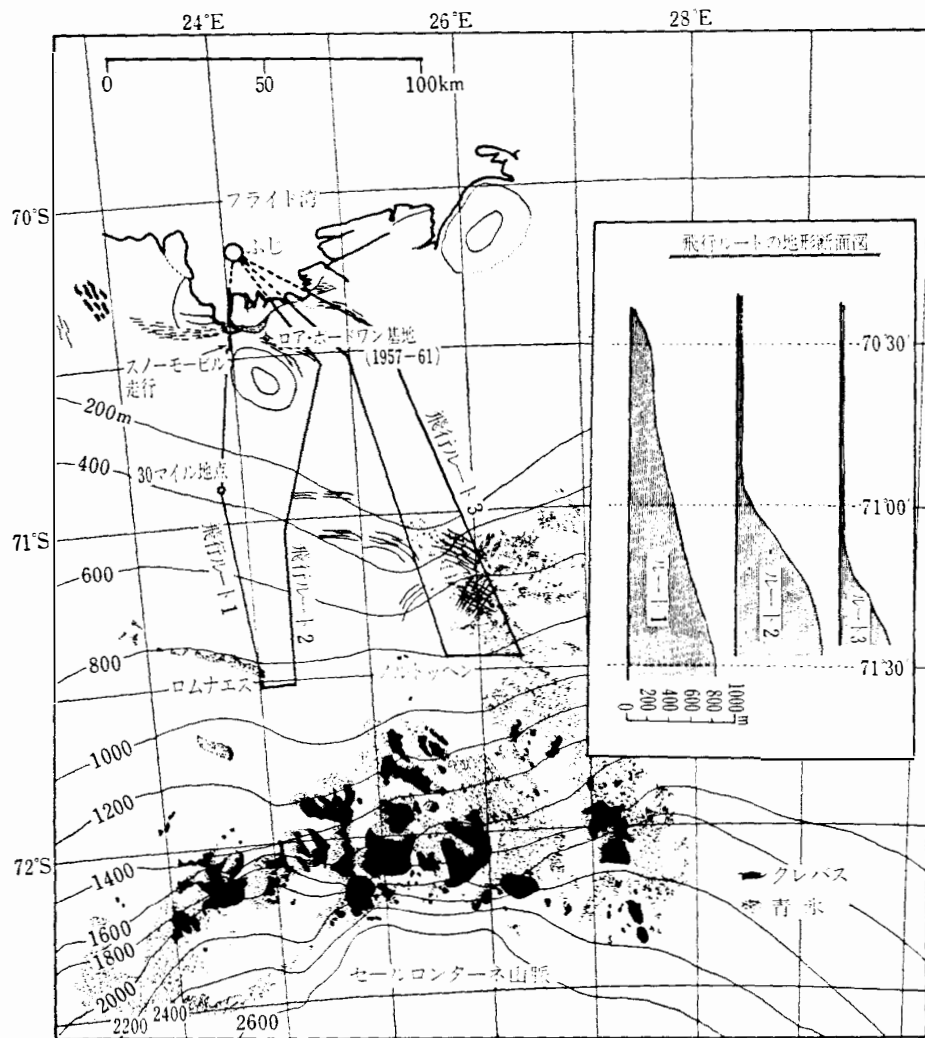 24°E
26°E
28°E
0
50
100km
70°S
フライド湾
ふじ
ロア・ボードワン基地
(1957-61)
スノーモービル
走行
200m
30マイル地点
400
飛行ルート3
71°S
飛行ルート1
飛行ルート2
600
800
ロムナエス
1000
1200
72°S
1400
1600
1800
2000
2200
2400
2600
セールロンダーネ山脈
クレバス
青氷
飛行ルートの地形断面図
70°30′
71°00′
71°30′
ルート1
ルート2
ルート3
0
200
400
600
800
1000m